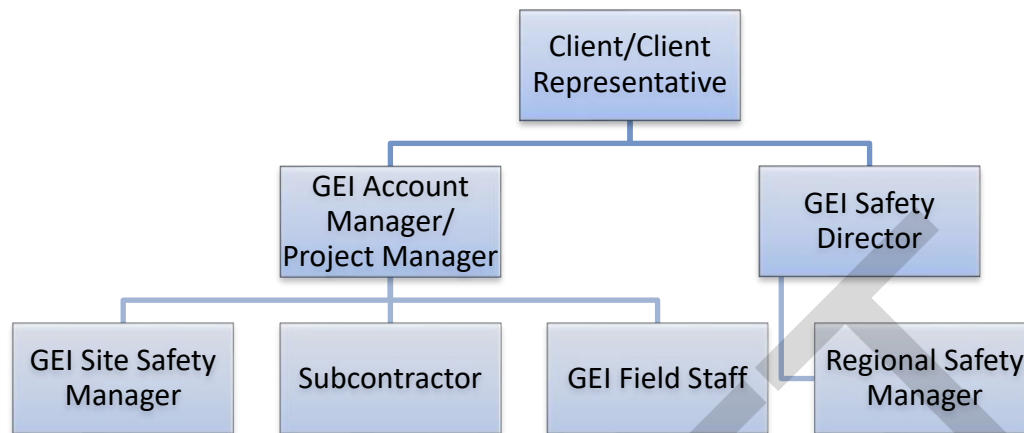 Client/Client
Representative
GEI Account
Manager/
Project Manager
GEI Safety
Director
GEI Site Safety
Manager
Subcontractor
GEI Field Staff
Regional Safety
Manager